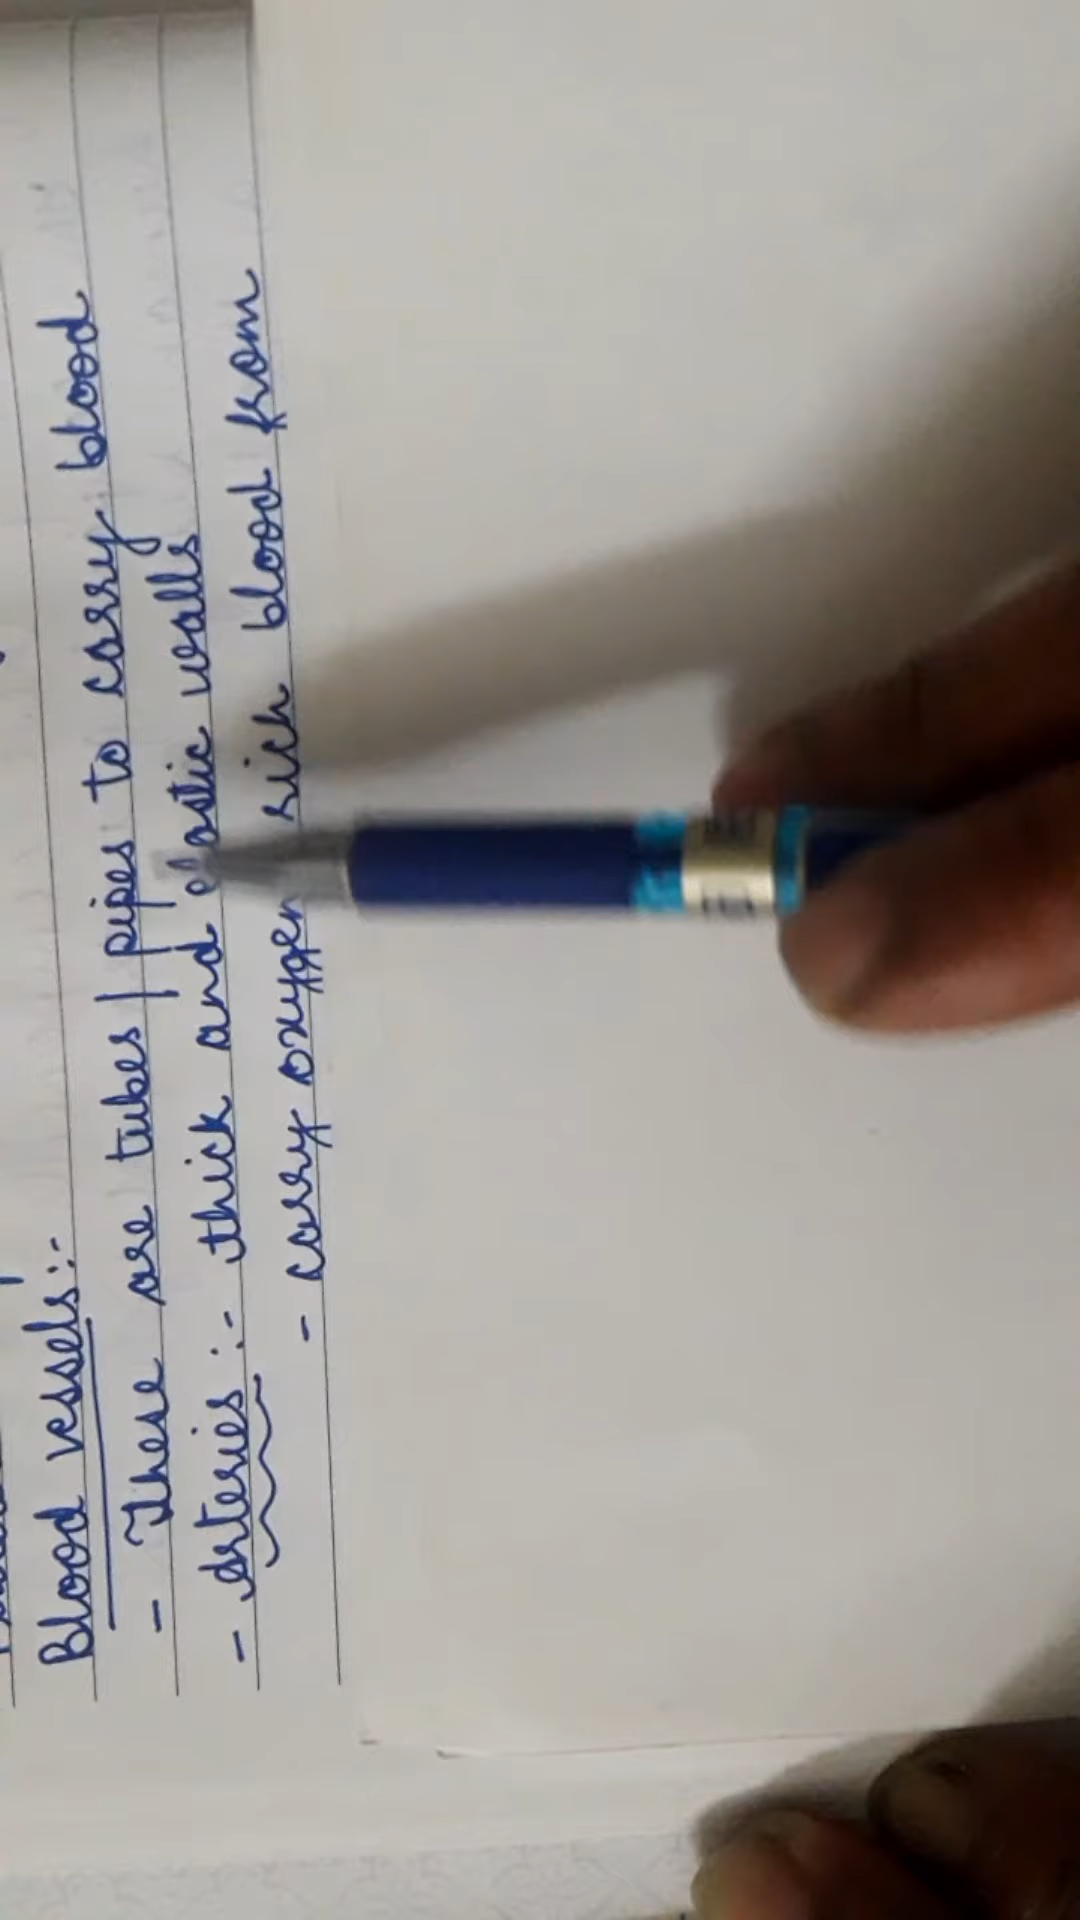 Blood vessels:-
- These are tubes | pipes to carry blood
- arteries :- thick and elastic walls
- carry oxygen rich blood from